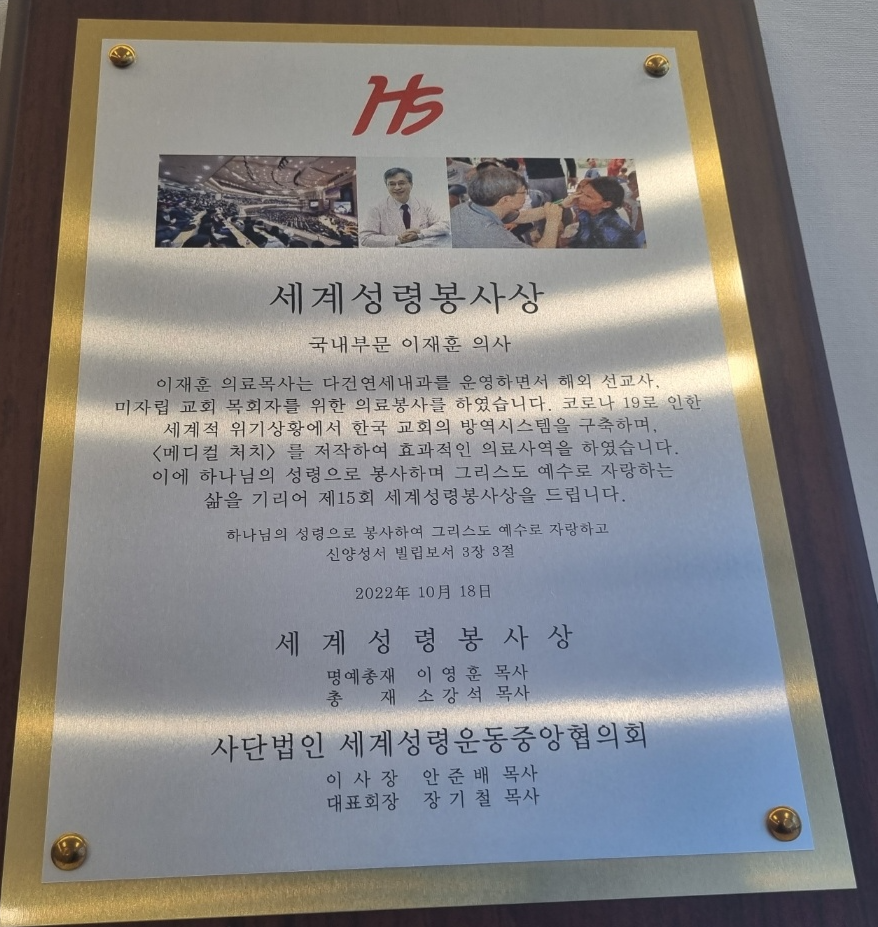 HS
세계성령봉사상
국내부문 이재훈 의사
이재훈 의료목사는 다건연세내과를 운영하면서 해외 선교사,
미자립 교회 목회자를 위한 의료봉사를 하였습니다. 코로나 19로 인한
세계적 위기상황에서 한국 교회의 방역시스템을 구축하며,
〈메디컬 처치〉를 저작하여 효과적인 의료사역을 하였습니다.
이에 하나님의 성령으로 봉사하며 그리스도 예수로 자랑하는
삶을 기리어 제15회 세계성령봉사상을 드립니다.
하나님의 성령으로 봉사하여 그리스도 예수로 자랑하고
신양성서 빌립보서 3장 3절
2022年 10月 18日
세 계 성 령 봉 사 상
명예총재 이 영 훈 목사
총 재 소 강 석 목사
사단법인 세계성령운동중앙협의회
이 사 장 안 준 배 목사
대표회장 장 기 철 목사